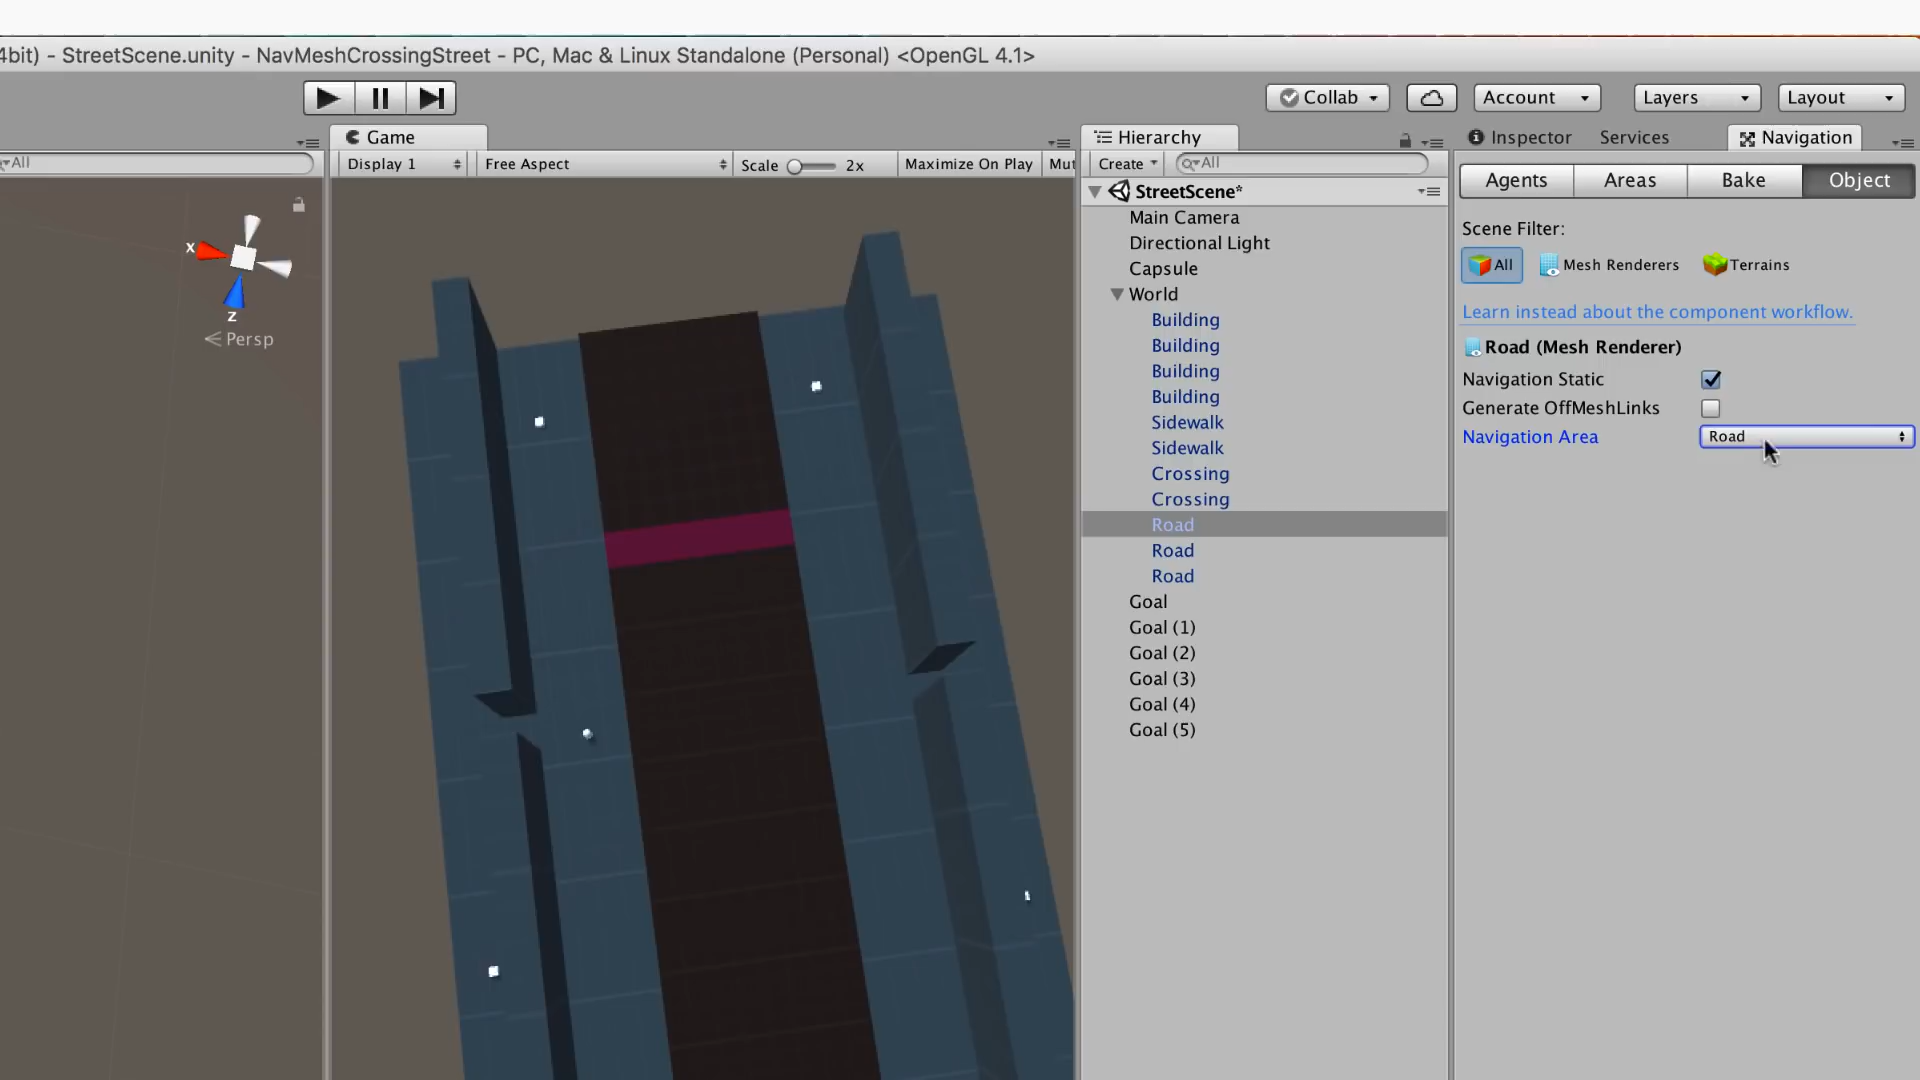 4bit) - StreetScene.unity - NavMeshCrossingStreet - PC, Mac & Linux Standalone (Personal) <OpenGL 4.1>
Collab
Account
Layers
Layout
Game
Hierarchy
Inspector
Services
Navigation
All
Display 1
Free Aspect
Scale
2x
Maximize On Play
Mut
Create
All
Agents
Areas
Bake
Object
StreetScene*
Main Camera
Directional Light
Capsule
World
Building
Building
Building
Building
Sidewalk
Sidewalk
Crossing
Crossing
Road
Road
Road
Goal
Goal (1)
Goal (2)
Goal (3)
Goal (4)
Goal (5)
x
z
Persp
Scene Filter:
All
Mesh Renderers
Terrains
Learn instead about the component workflow.
Road (Mesh Renderer)
Navigation Static
Generate OffMeshLinks
Navigation Area
Road